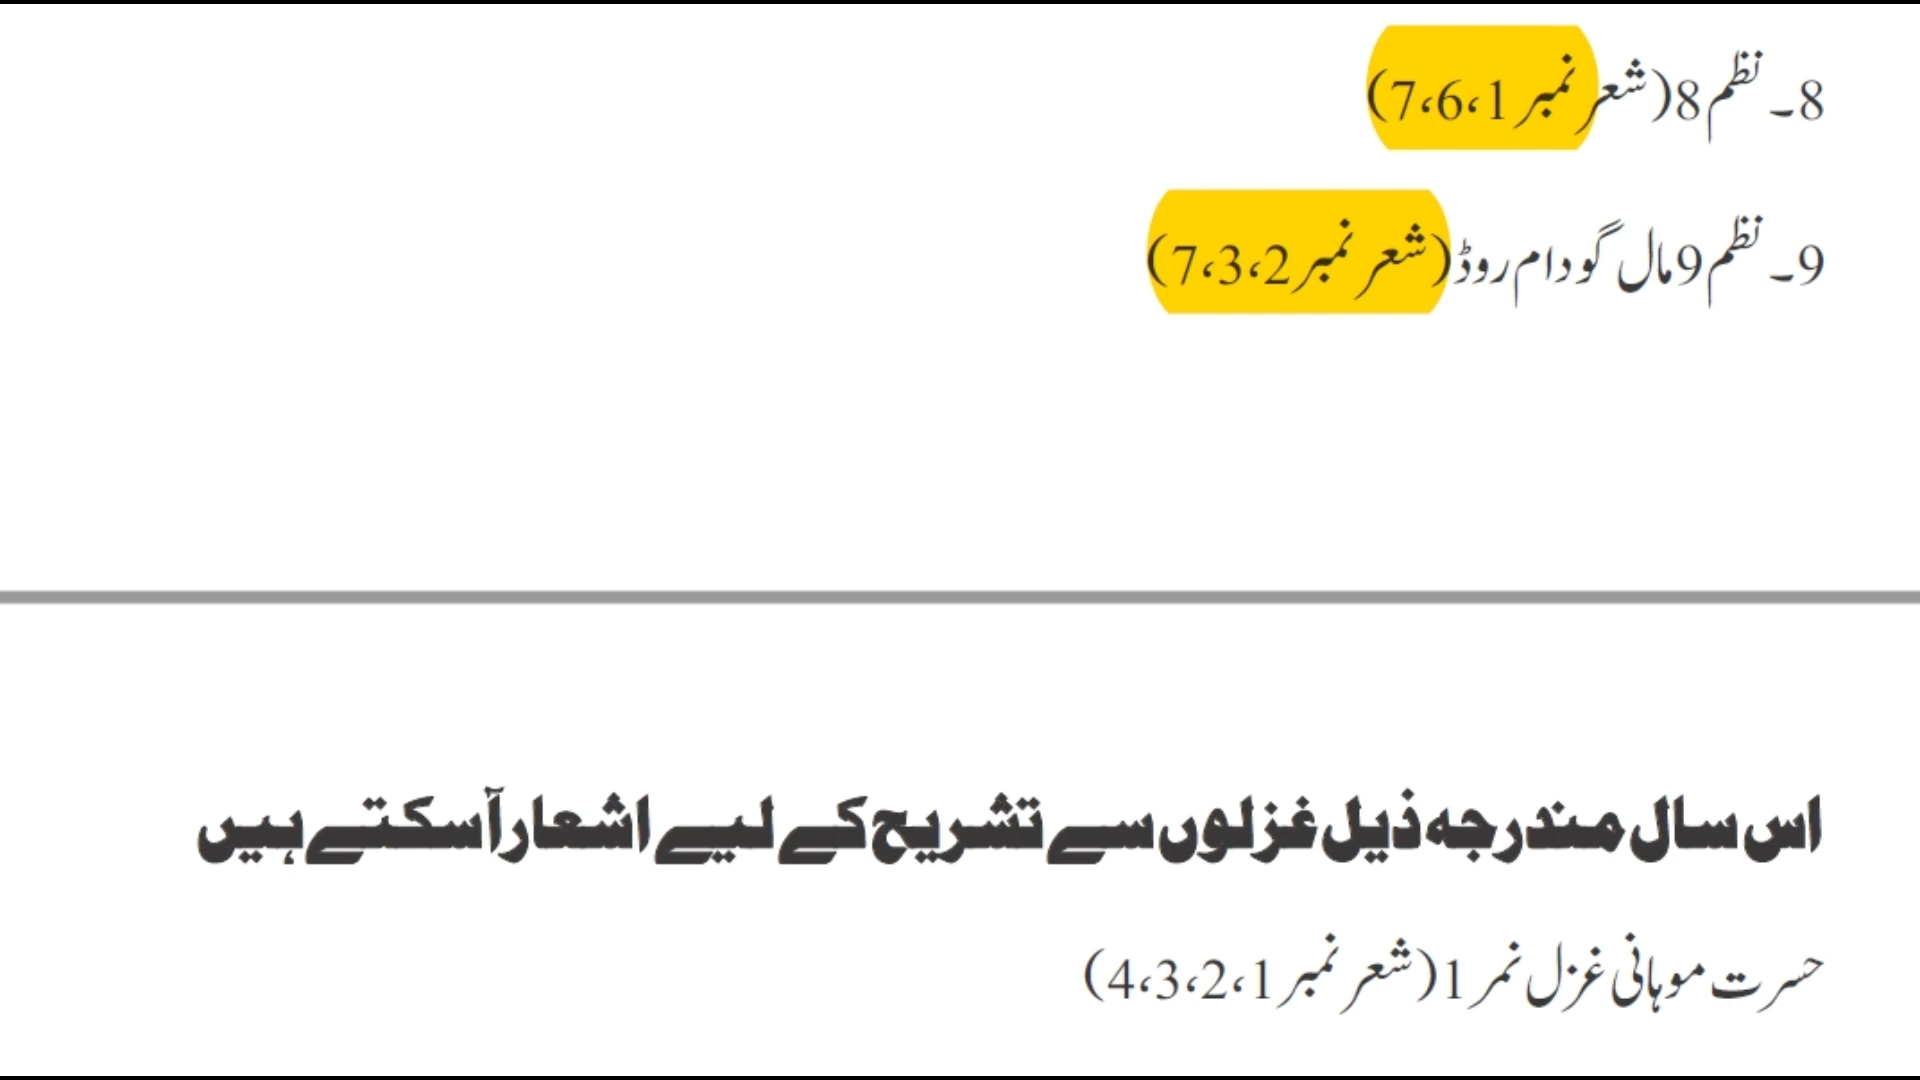 8۔ نظم 8(شعر نمبر 1،6،7)
9۔ نظم 9 مال گودام روڈ (شعر نمبر 2،3،7)
اس سال مندرجہ ذیل غزلوں سے تشریح کے لیے اشعار آ سکتے ہیں
حسرت موہانی غزل نمر 1(شعر نمبر 1،2،3،4)